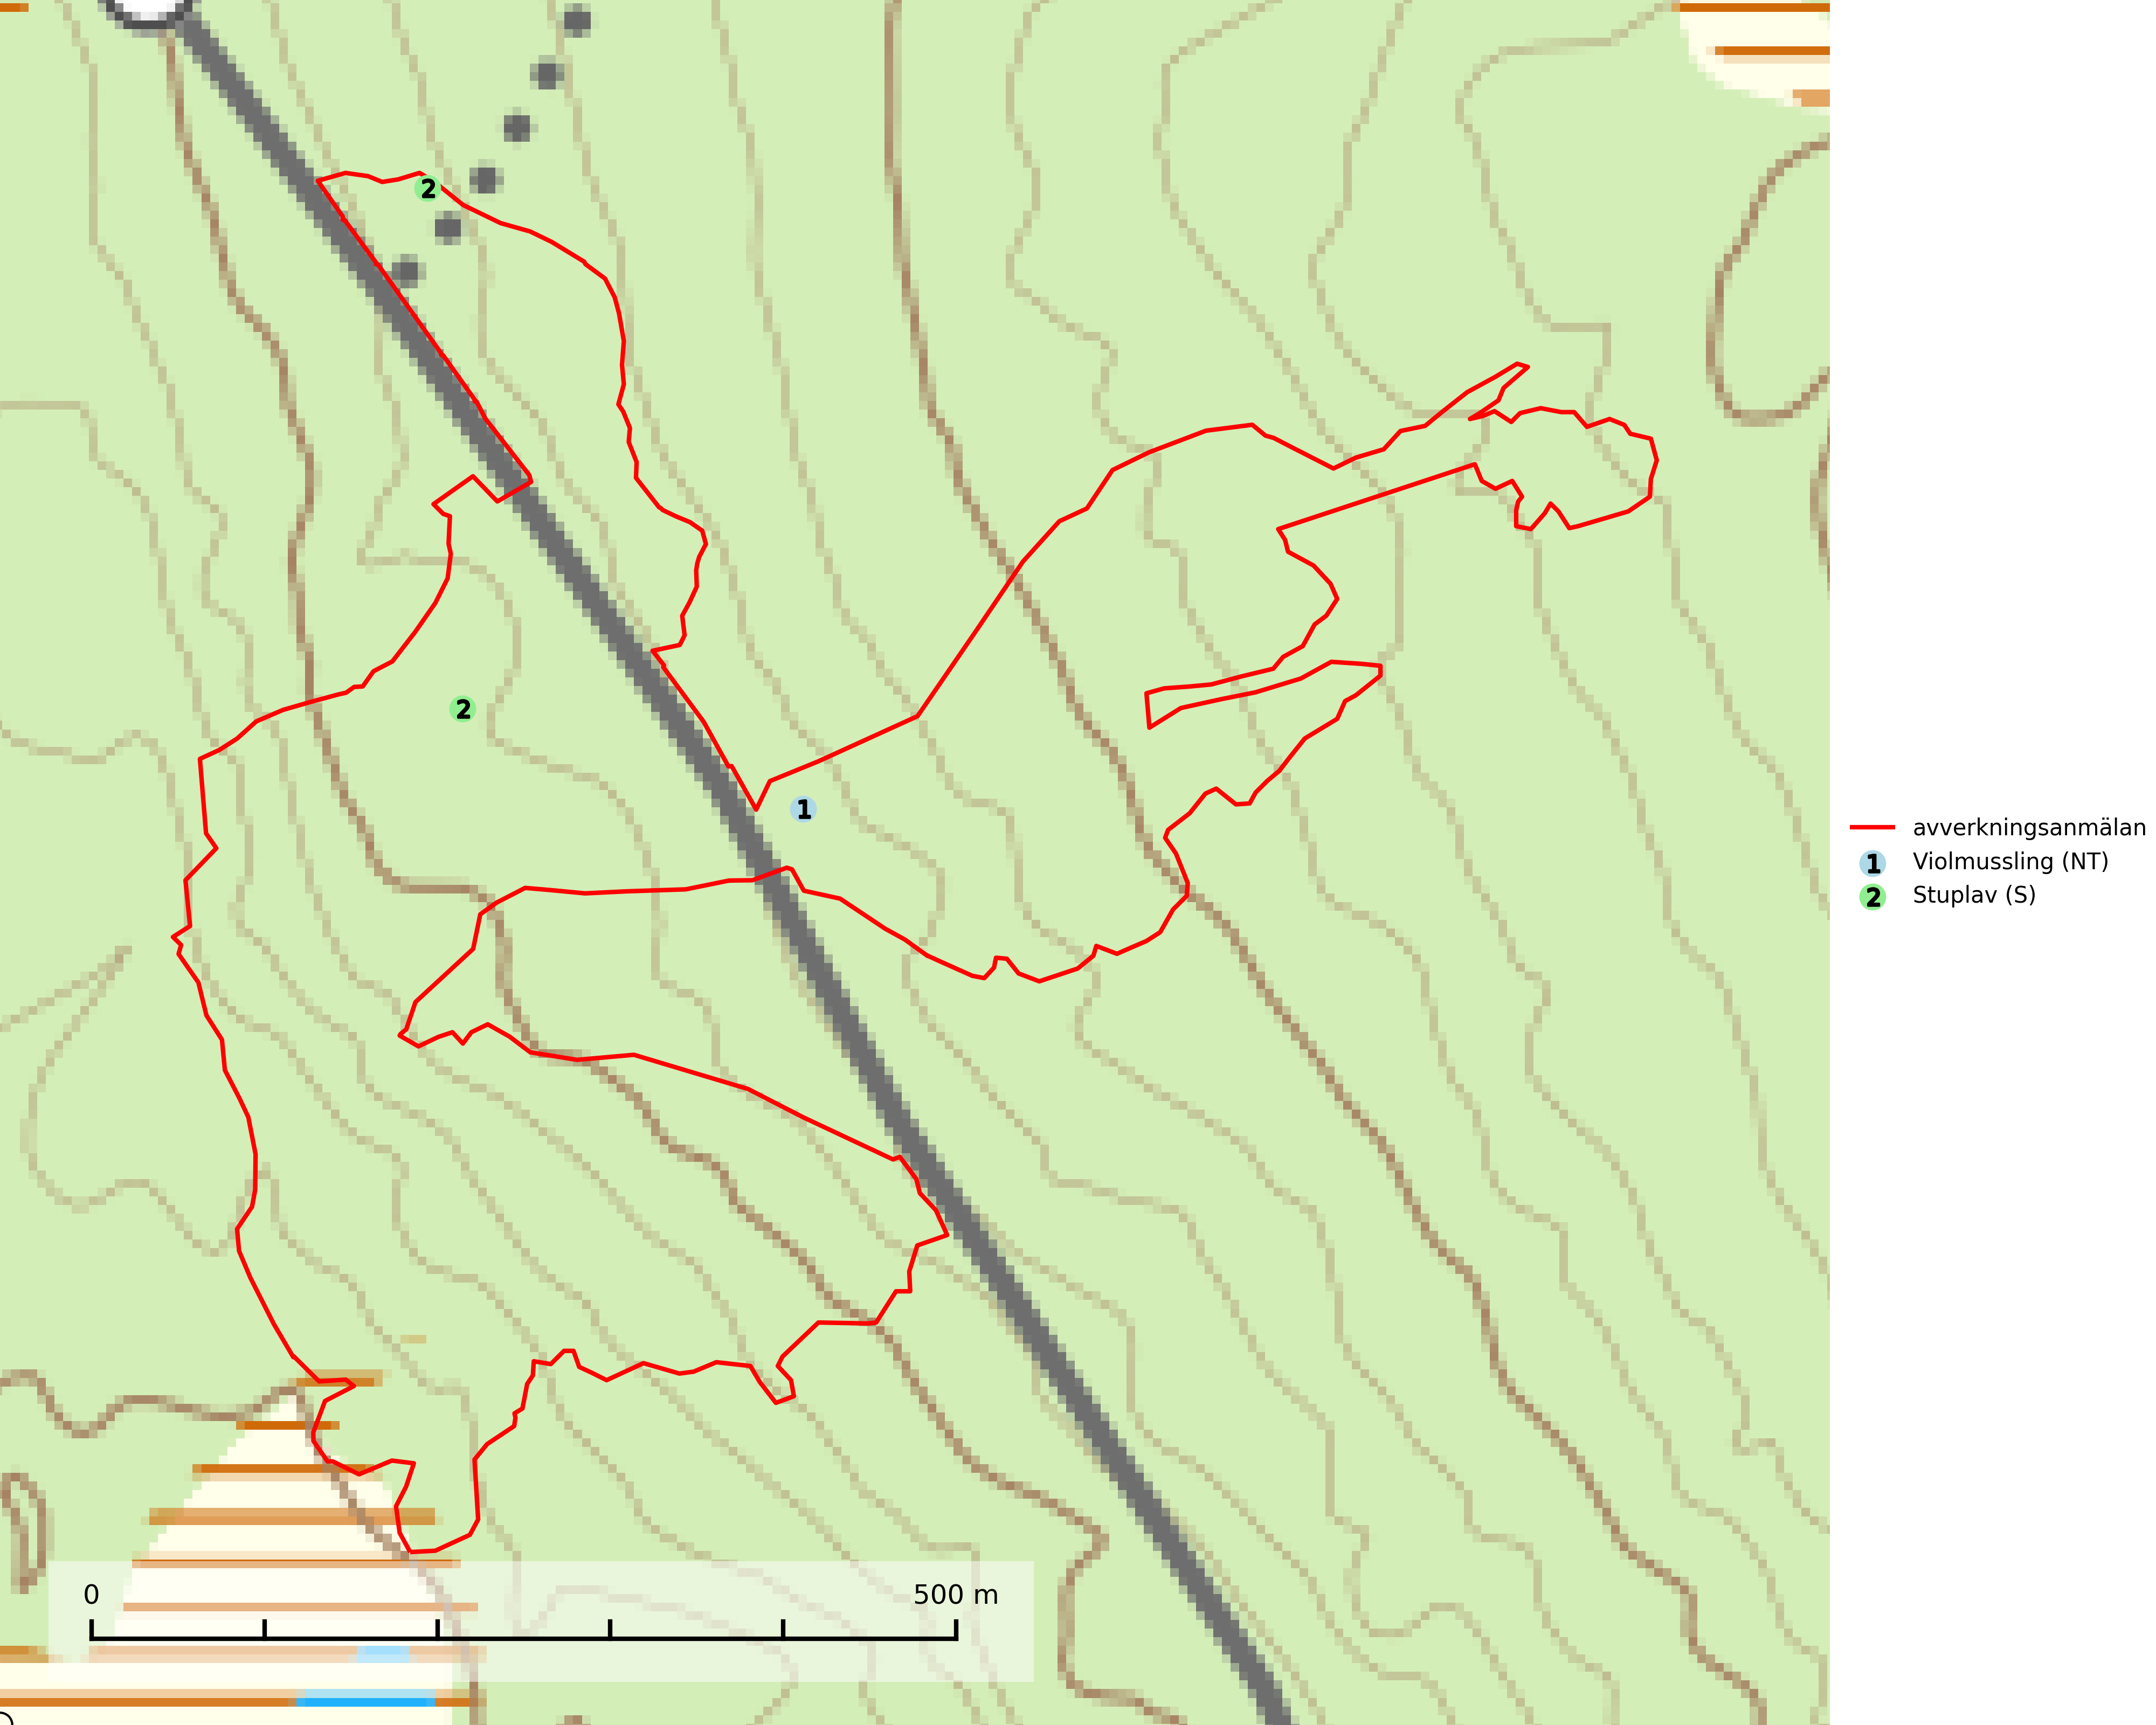 2
2
1
avverkningsanmälan
1 Violmussling (NT)
2 Stuplav (S)
0 500 m